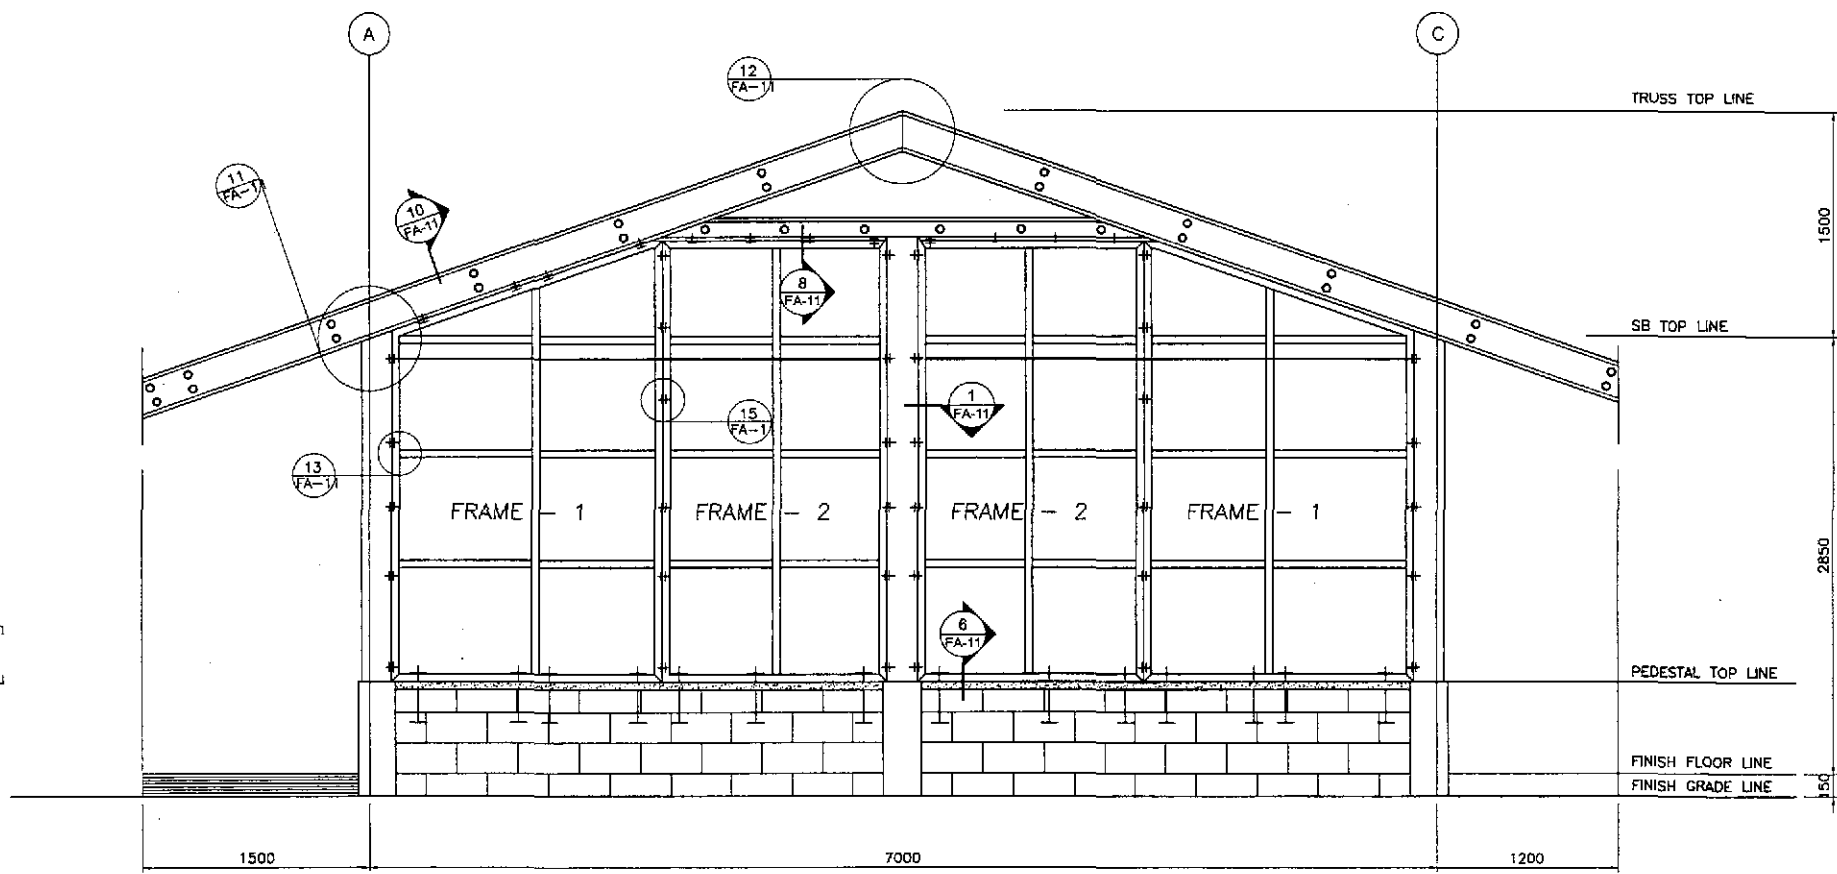 A
C
12
FA-11
TRUSS TOP LINE
11
FA-11
10
FA-11
1500
8
FA-11
SB TOP LINE
1
FA-11
15
FA-11
13
FA-11
FRAME - 1
FRAME - 2
FRAME - 2
FRAME - 1
2850
6
FA-11
PEDESTAL TOP LINE
FINISH FLOOR LINE
FINISH GRADE LINE
150
1500
7000
1200